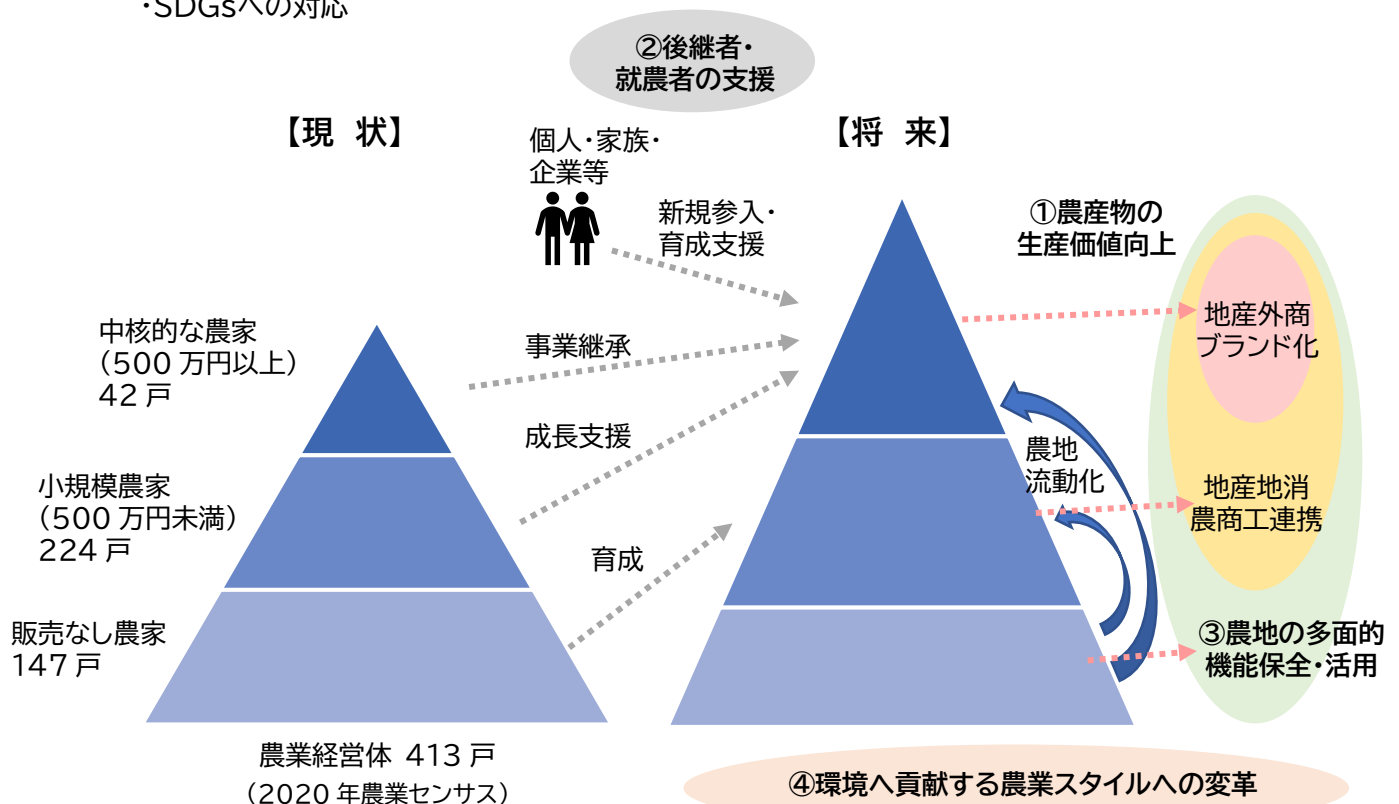 ・SDGsへの対応
②後継者・
就農者の支援
【現 状】
【将 来】
個人・家族・
企業等
新規参入・
育成支援
①農産物の
生産価値向上
中核的な農家
(500 万円以上)
42 戸
事業継承
地産外商
ブランド化
成長支援
農地
流動化
小規模農家
(500 万円未満)
224 戸
地産地消
農商工連携
育成
販売なし農家
147 戸
③農地の多面的
機能保全・活用
農業経営体 413 戸
(2020 年農業センサス)
④環境へ貢献する農業スタイルへの変革